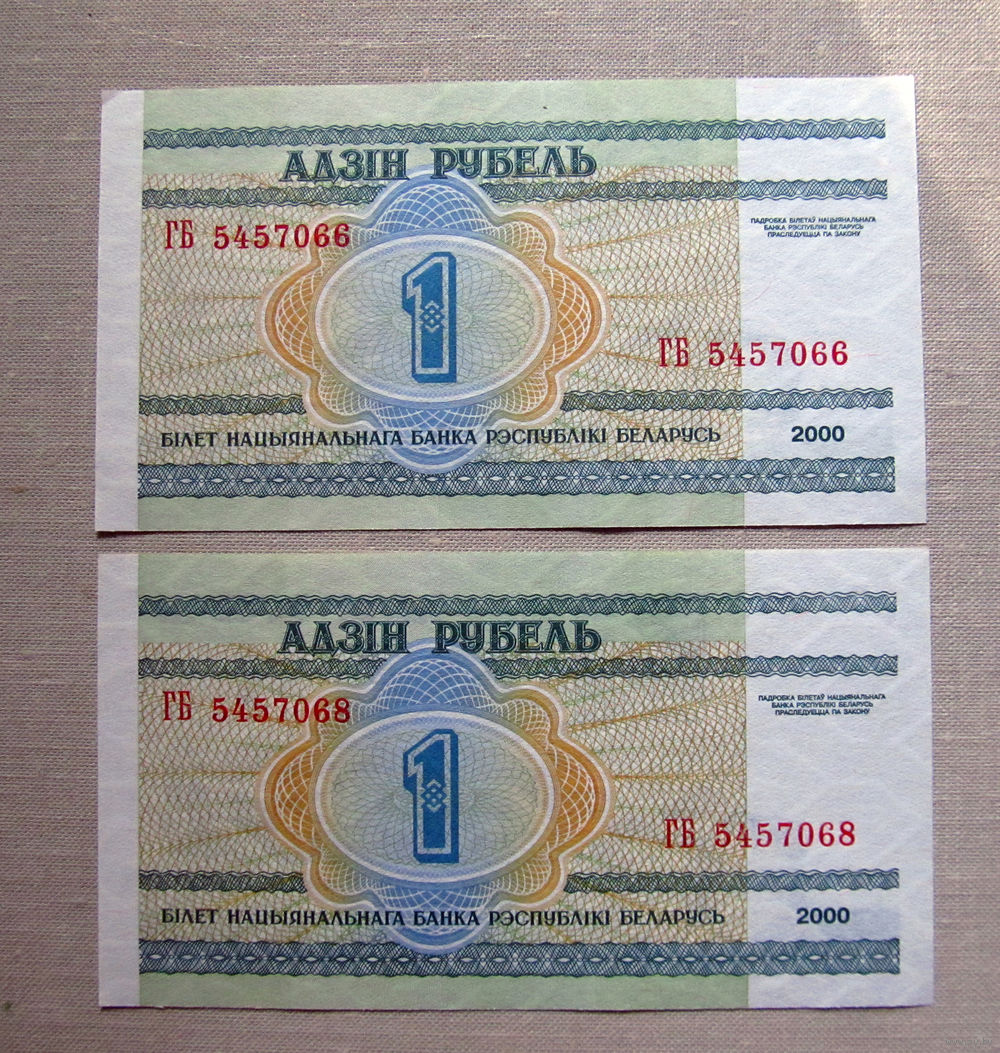 АДЗІН РУБЕЛЬ
ГБ 5457066
1
ПАДРОБКА БІЛЕТАЎ НАЦЫЯНАЛЬНАГА
БАНКА РЭСПУБЛІКІ БЕЛАРУСЬ
ПРАСЛЕДУЕЦЦА ПА ЗАКОНУ
ГБ 5457066
БІЛЕТ НАЦЫЯНАЛЬНАГА БАНКА РЭСПУБЛІКІ БЕЛАРУСЬ
2000
АДЗІН РУБЕЛЬ
ГБ 5457068
1
ПАДРОБКА БІЛЕТАЎ НАЦЫЯНАЛЬНАГА
БАНКА РЭСПУБЛІКІ БЕЛАРУСЬ
ПРАСЛЕДУЕЦЦА ПА ЗАКОНУ
ГБ 5457068
БІЛЕТ НАЦЫЯНАЛЬНАГА БАНКА РЭСПУБЛІКІ БЕЛАРУСЬ
2000